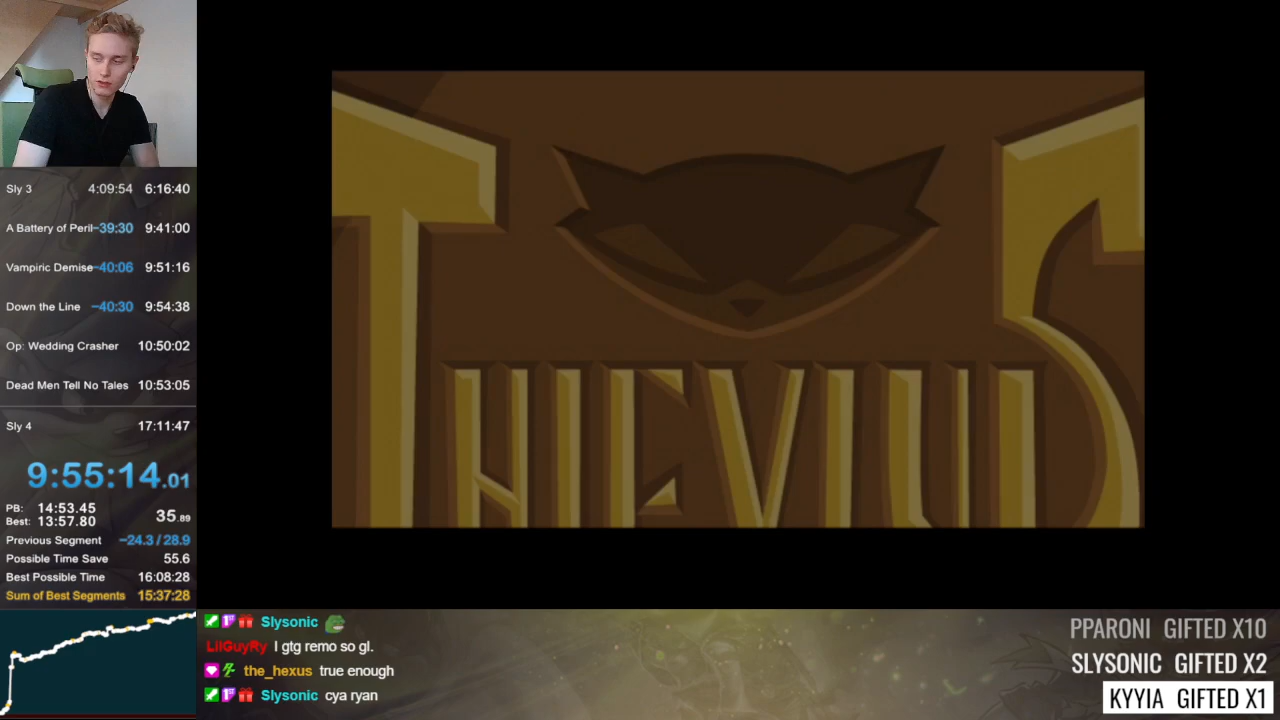 Sly 3 4:09:54 6:16:40
A Battery of Peril -39:30 9:41:00
Vampiric Demise -40:06 9:51:16
Down the Line -40:30 9:54:38
Op: Wedding Crasher 10:50:02
Dead Men Tell No Tales 10:53:05
Sly 4 17:11:47
9:55:14.01
PB: 14:53.45
Best: 13:57.80
35.89
Previous Segment -24.3 / 28.9
Possible Time Save 55.6
Best Possible Time 16:08:28
Sum of Best Segments 15:37:28
THIEVIUS
Slysonic
LilGuyRy I gtg remo so gl.
the_hexus true enough
Slysonic cya ryan
PPARONI GIFTED X10
SLYSONIC GIFTED X2
KYYIA GIFTED X1